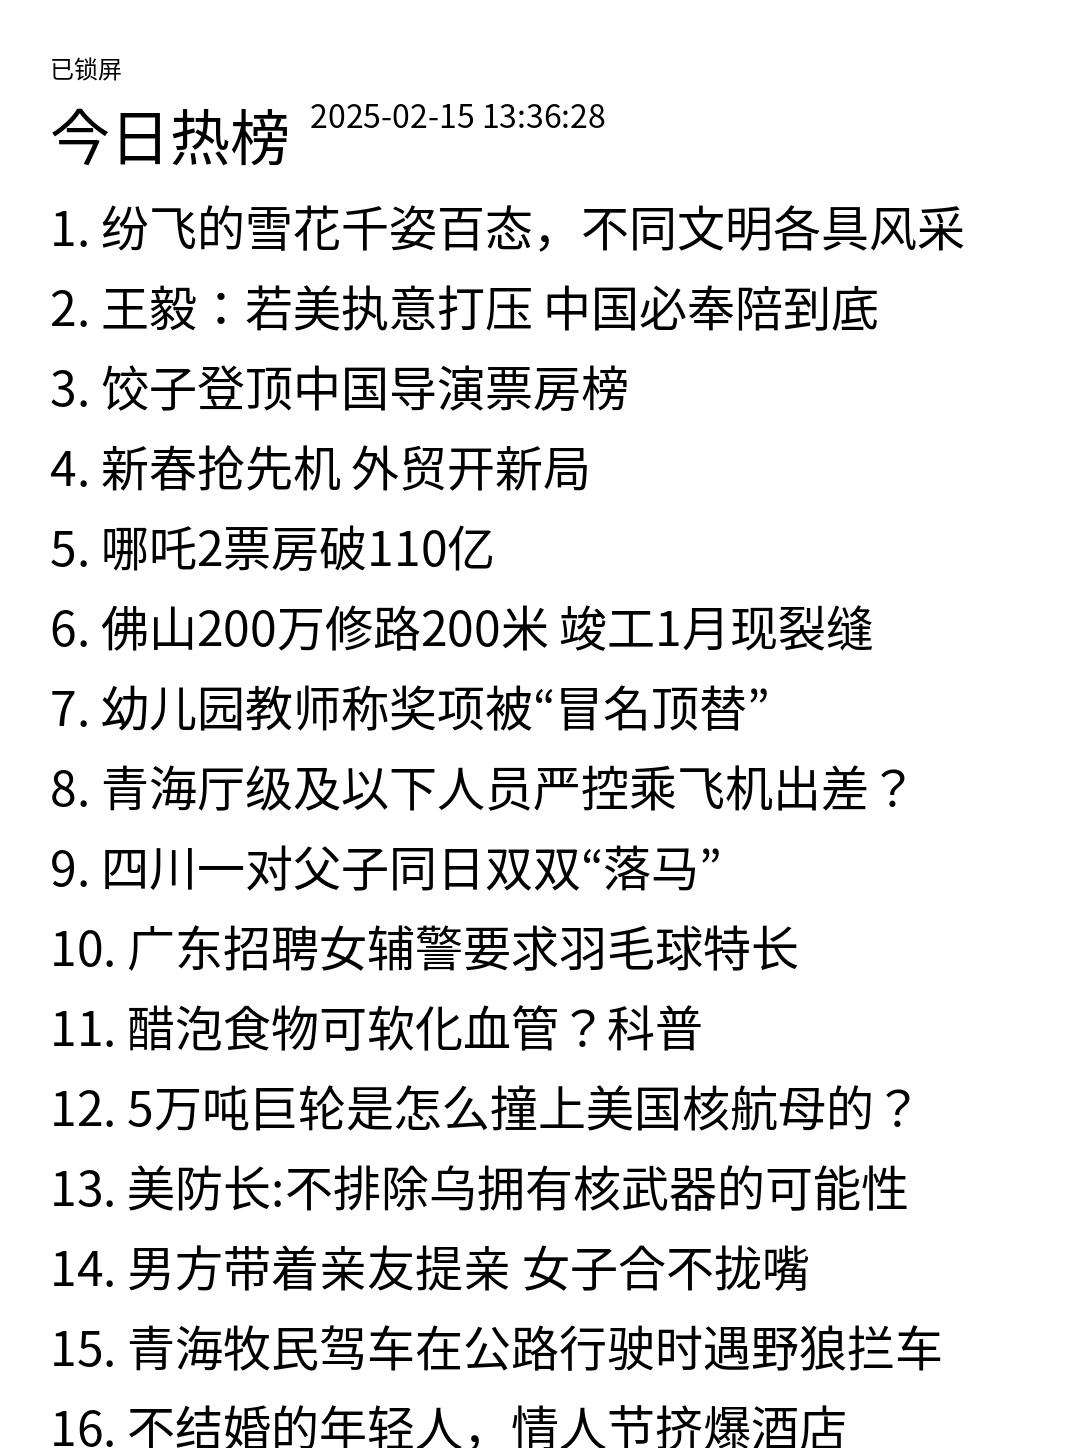 已锁屏
今日热榜 2025-02-15 13:36:28
1. 纷飞的雪花千姿百态，不同文明各具风采
2. 王毅：若美执意打压 中国必奉陪到底
3. 饺子登顶中国导演票房榜
4. 新春抢先机 外贸开新局
5. 哪吒2票房破110亿
6. 佛山200万修路200米 竣工1月现裂缝
7. 幼儿园教师称奖项被“冒名顶替”
8. 青海厅级及以下人员严控乘飞机出差？
9. 四川一对父子同日双双“落马”
10. 广东招聘女辅警要求羽毛球特长
11. 醋泡食物可软化血管？科普
12. 5万吨巨轮是怎么撞上美国核航母的？
13. 美防长:不排除乌拥有核武器的可能性
14. 男方带着亲友提亲 女子合不拢嘴
15. 青海牧民驾车在公路行驶时遇野狼拦车
16. 不结婚的年轻人，情人节挤爆酒店